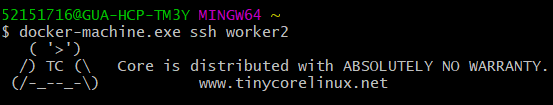 52151716@GUA-HCP-TM3Y MINGW64 ~
$ docker-machine.exe ssh worker2
   ( '>')
  /) TC (\   Core is distributed with ABSOLUTELY NO WARRANTY.
 (/-_--_-\)           www.tinycorelinux.net